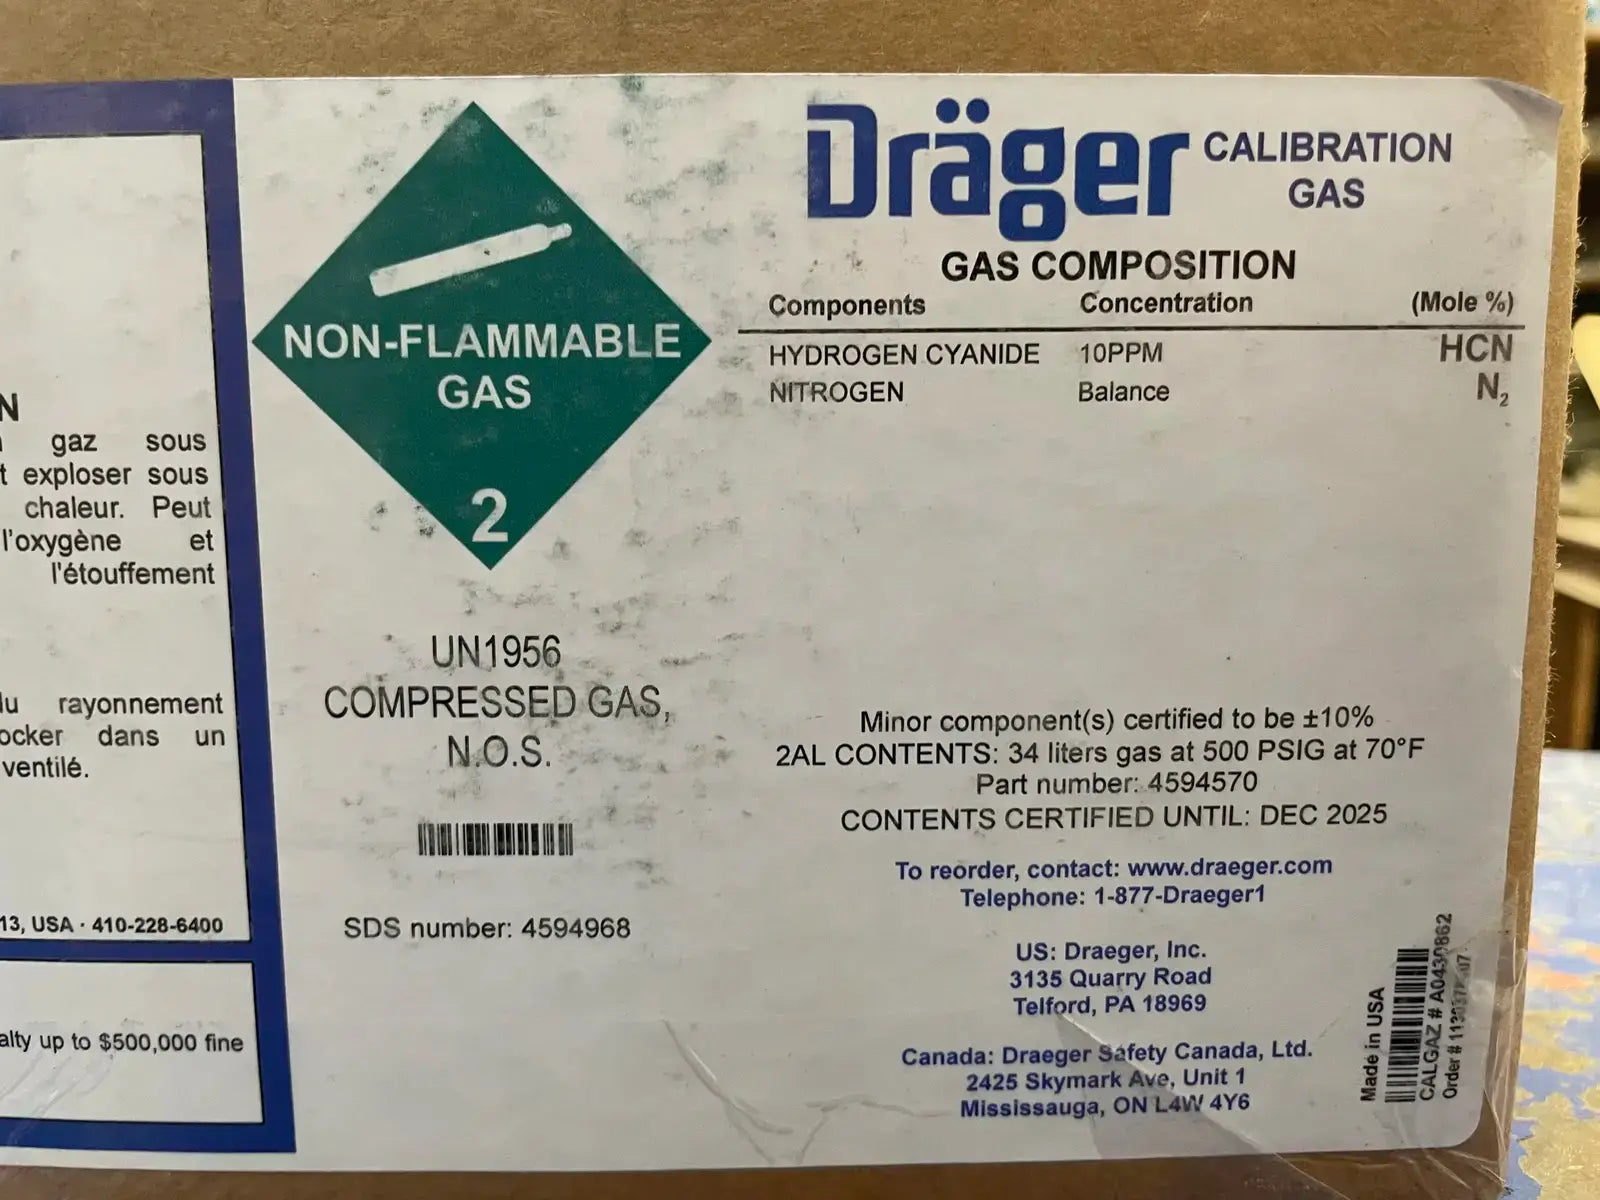 N
gaz sous
t exploser sous
chaleur. Peut
l'oxygène et
l'étouffement
du rayonnement
ocker dans un
ventilé.
13, USA · 410-228-6400
alty up to $500,000 fine
NON-FLAMMABLE
GAS
2
UN1956
COMPRESSED GAS,
N.O.S.
SDS number: 4594968
Dräger CALIBRATION
GAS
GAS COMPOSITION
Components Concentration (Mole %)
HYDROGEN CYANIDE 10PPM HCN
NITROGEN Balance N₂
Minor component(s) certified to be ±10%
2AL CONTENTS: 34 liters gas at 500 PSIG at 70°F
Part number: 4594570
CONTENTS CERTIFIED UNTIL: DEC 2025
To reorder, contact: www.draeger.com
Telephone: 1-877-Draeger1
US: Draeger, Inc.
3135 Quarry Road
Telford, PA 18969
Canada: Draeger Safety Canada, Ltd.
2425 Skymark Ave, Unit 1
Mississauga, ON L4W 4Y6
Made in USA
CALGAZ # A0430862
Order #